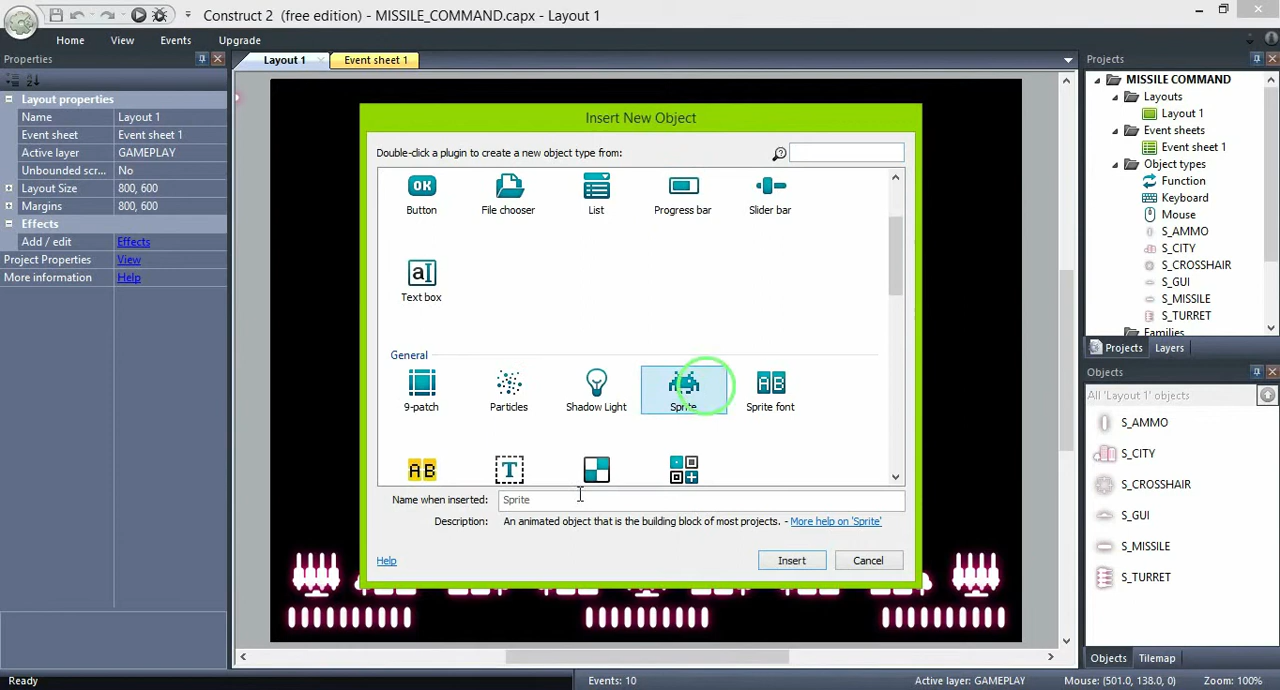 Construct 2 (free edition) - MISSILE_COMMAND.capx - Layout 1
Home View Events Upgrade
Properties
Layout properties
Name Layout 1
Event sheet Event sheet 1
Active layer GAMEPLAY
Unbounded scr... No
Layout Size 800, 600
Margins 800, 600
Effects
Add / edit Effects
Project Properties View
More information Help
Layout 1 Event sheet 1
Insert New Object
Double-click a plugin to create a new object type from:
OK
Button File chooser List Progress bar Slider bar
aI
Text box
General
AB
9-patch Particles Shadow Light Sprite Sprite font
AB T
Name when inserted: Sprite
Description: An animated object that is the building block of most projects. - More help on 'Sprite'
Help Insert Cancel
Projects
MISSILE COMMAND
Layouts
Layout 1
Event sheets
Event sheet 1
Object types
Function
Keyboard
Mouse
S_AMMO
S_CITY
S_CROSSHAIR
S_GUI
S_MISSILE
S_TURRET
Families
Projects Layers
Objects
All 'Layout 1' objects
S_AMMO
S_CITY
S_CROSSHAIR
S_GUI
S_MISSILE
S_TURRET
Objects Tilemap
Ready Events: 10 Active layer: GAMEPLAY Mouse: (501.0, 138.0, 0) Zoom: 100%